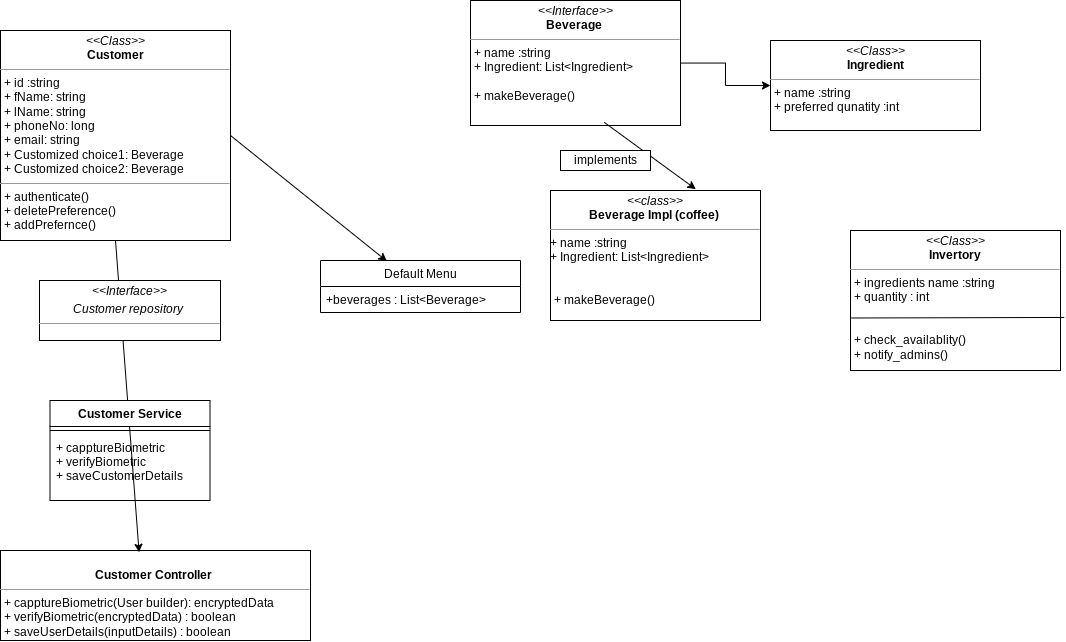 <<Class>>
Customer
+ id :string
+ fName: string
+ lName: string
+ phoneNo: long
+ email: string
+ Customized choice1: Beverage
+ Customized choice2: Beverage
+ authenticate()
+ deletePreference()
+ addPrefernce()
<<Interface>>
Beverage
+ name :string
+ Ingredient: List<Ingredient>
+ makeBeverage()
<<Class>>
Ingredient
+ name :string
+ preferred qunatity :int
implements
<<class>>
Beverage Impl (coffee)
+ name :string
+ Ingredient: List<Ingredient>
+ makeBeverage()
<<Class>>
Invertory
+ ingredients name :string
+ quantity : int
+ check_availablity()
+ notify_admins()
Default Menu
+beverages : List<Beverage>
<<Interface>>
Customer repository
Customer Service
+ capptureBiometric
+ verifyBiometric
+ saveCustomerDetails
Customer Controller
+ capptureBiometric(User builder): encryptedData
+ verifyBiometric(encryptedData) : boolean
+ saveUserDetails(inputDetails) : boolean